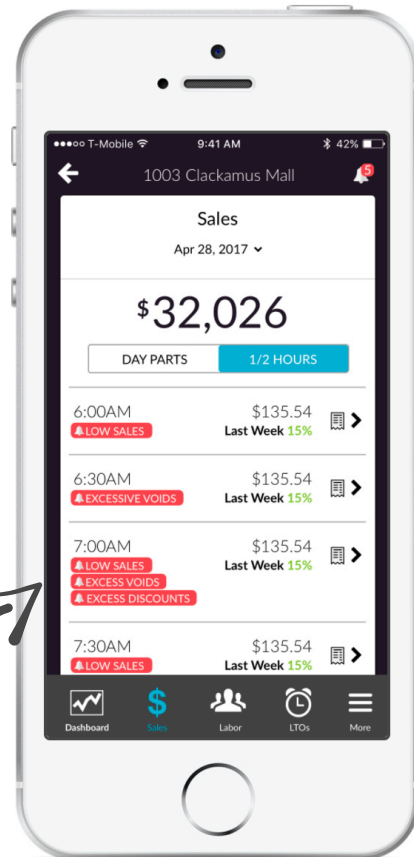 T-Mobile 9:41 AM 42%
1003 Clackamus Mall 5
Sales
Apr 28, 2017
$32,026
DAY PARTS 1/2 HOURS
6:00AM $135.54
LOW SALES Last Week 15%
6:30AM $135.54
EXCESSIVE VOIDS Last Week 15%
7:00AM $135.54
LOW SALES Last Week 15%
EXCESS VOIDS
EXCESS DISCOUNTS
7:30AM $135.54
LOW SALES Last Week 15%
Dashboard Sales Labor LTOs More